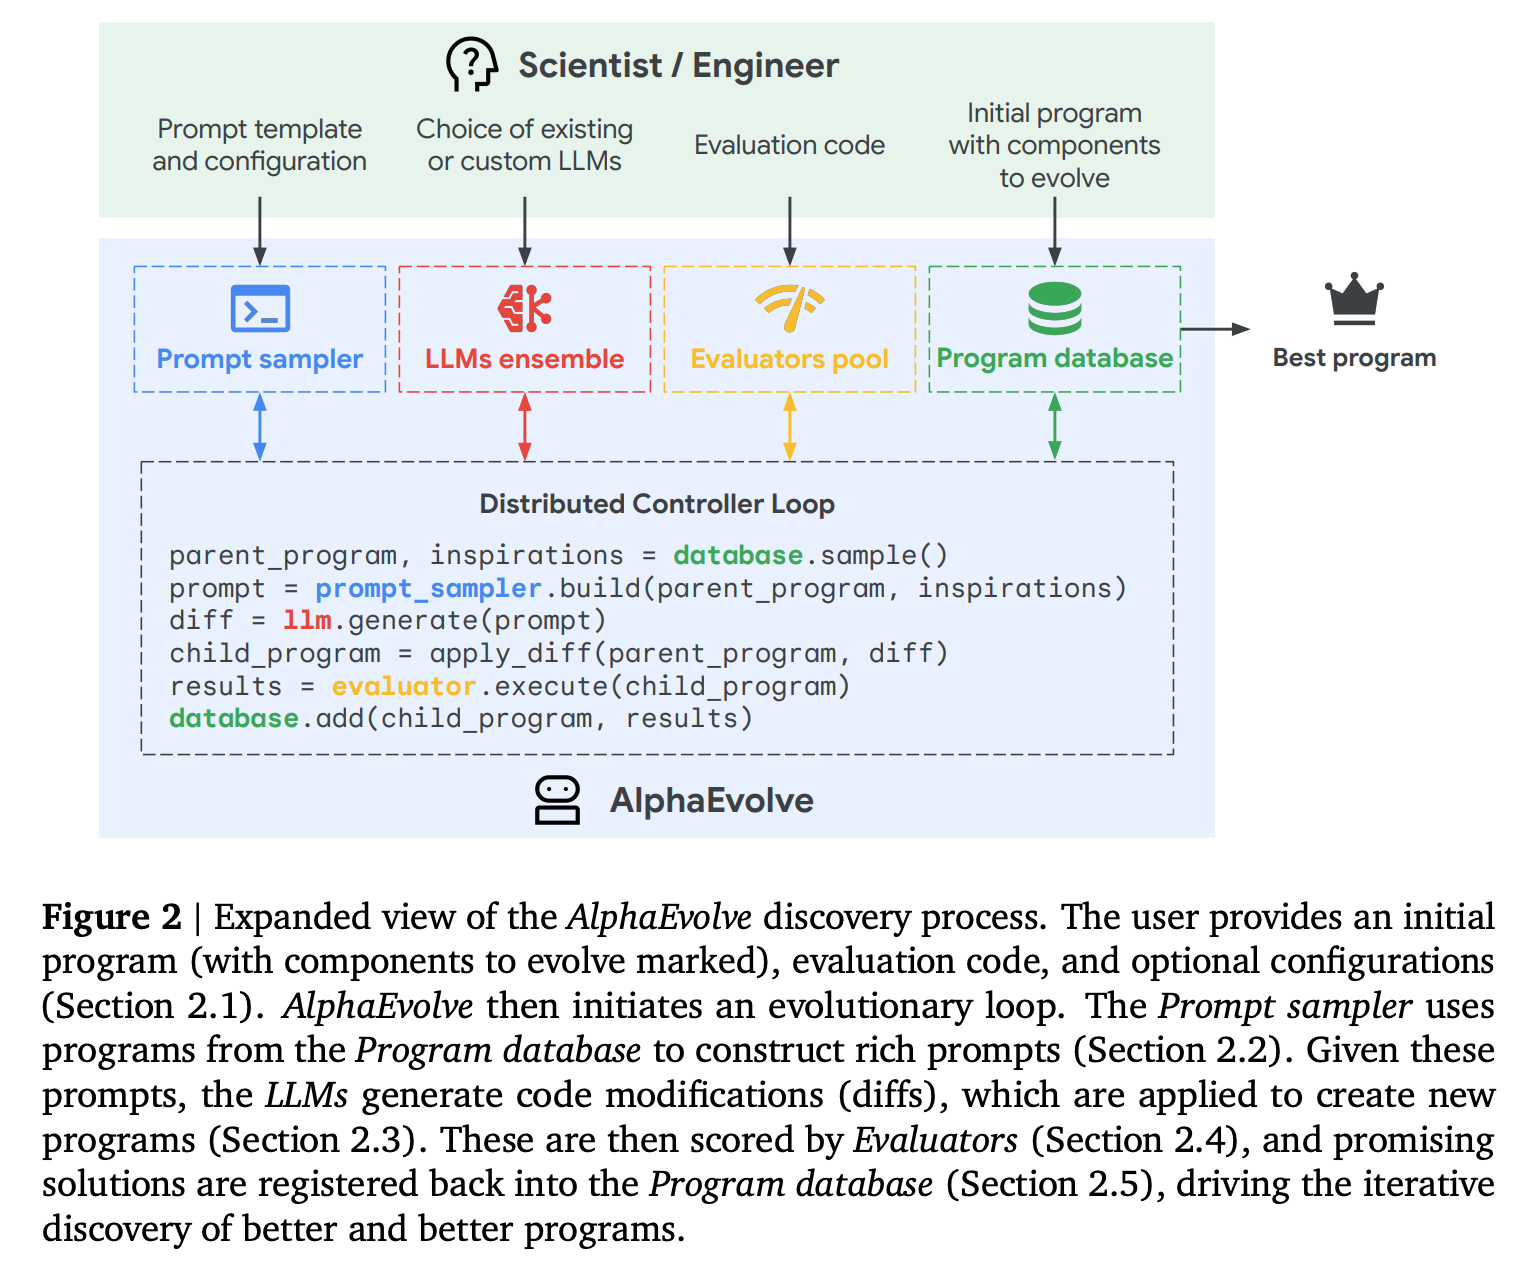 Scientist / Engineer
Prompt template
and configuration
Choice of existing
or custom LLMs
Evaluation code
Initial program
with components
to evolve
Prompt sampler
LLMs ensemble
Evaluators pool
Program database
Best program
Distributed Controller Loop
parent_program, inspirations = database.sample()
prompt = prompt_sampler.build(parent_program, inspirations)
diff = llm.generate(prompt)
child_program = apply_diff(parent_program, diff)
results = evaluator.execute(child_program)
database.add(child_program, results)
AlphaEvolve
Figure 2 | Expanded view of the AlphaEvolve discovery process. The user provides an initial
program (with components to evolve marked), evaluation code, and optional configurations
(Section 2.1). AlphaEvolve then initiates an evolutionary loop. The Prompt sampler uses
programs from the Program database to construct rich prompts (Section 2.2). Given these
prompts, the LLMs generate code modifications (diffs), which are applied to create new
programs (Section 2.3). These are then scored by Evaluators (Section 2.4), and promising
solutions are registered back into the Program database (Section 2.5), driving the iterative
discovery of better and better programs.